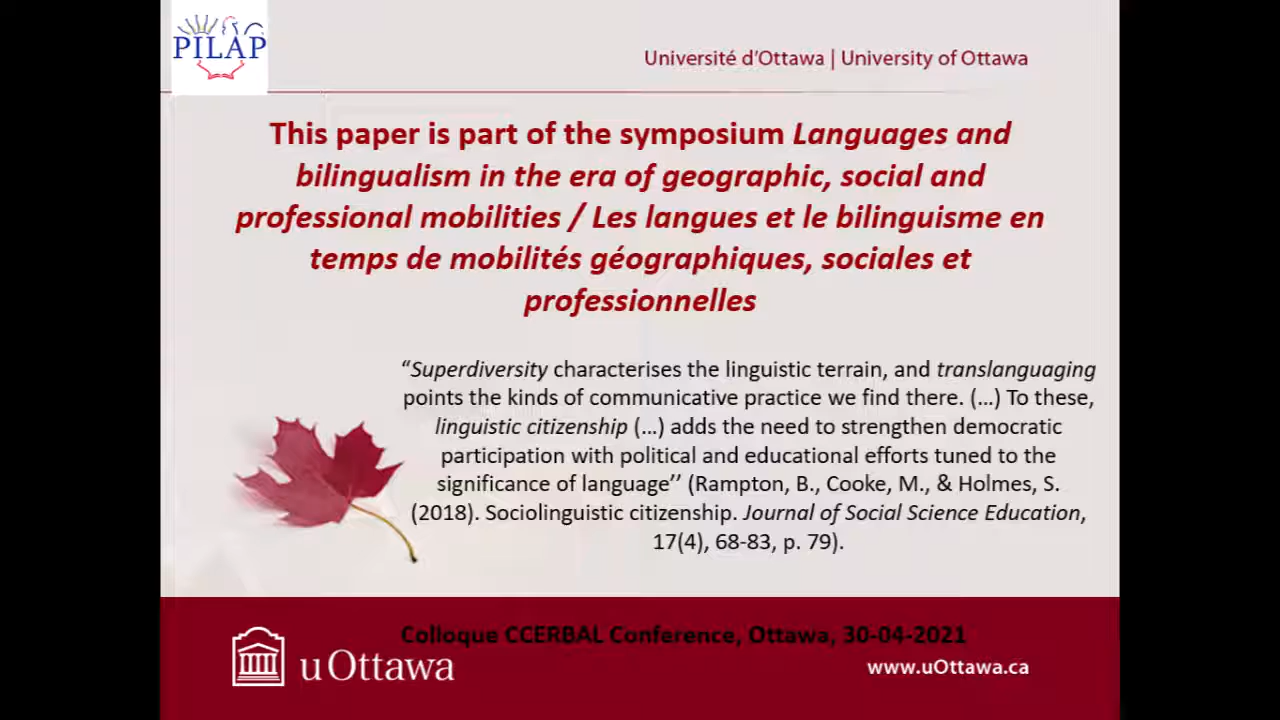 PILAP
Université d'Ottawa | University of Ottawa
This paper is part of the symposium Languages and
bilingualism in the era of geographic, social and
professional mobilities / Les langues et le bilinguisme en
temps de mobilités géographiques, sociales et
professionnelles
“Superdiversity characterises the linguistic terrain, and translanguaging
points the kinds of communicative practice we find there. (…) To these,
linguistic citizenship (…) adds the need to strengthen democratic
participation with political and educational efforts tuned to the
significance of language’’ (Rampton, B., Cooke, M., & Holmes, S.
(2018). Sociolinguistic citizenship. Journal of Social Science Education,
17(4), 68-83, p. 79).
Colloque CCERBAL Conference, Ottawa, 30-04-2021
uOttawa
www.uOttawa.ca